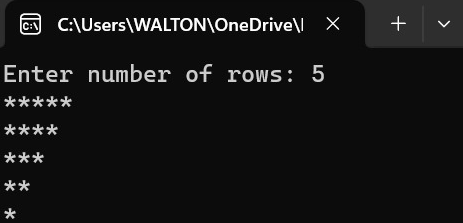 C:\Users\WALTON\OneDrive\
Enter number of rows: 5
*****
****
***
**
*